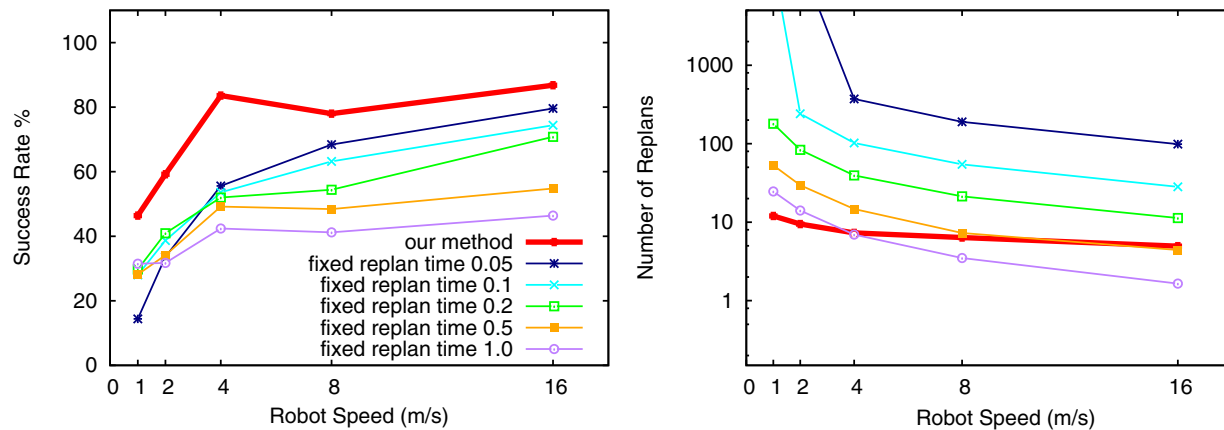 100
80
60
40
20
0
Success Rate %
our method
fixed replan time 0.05
fixed replan time 0.1
fixed replan time 0.2
fixed replan time 0.5
fixed replan time 1.0
0 1 2 4 8 16
Robot Speed (m/s)
1000
100
10
1
Number of Replans
0 1 2 4 8 16
Robot Speed (m/s)